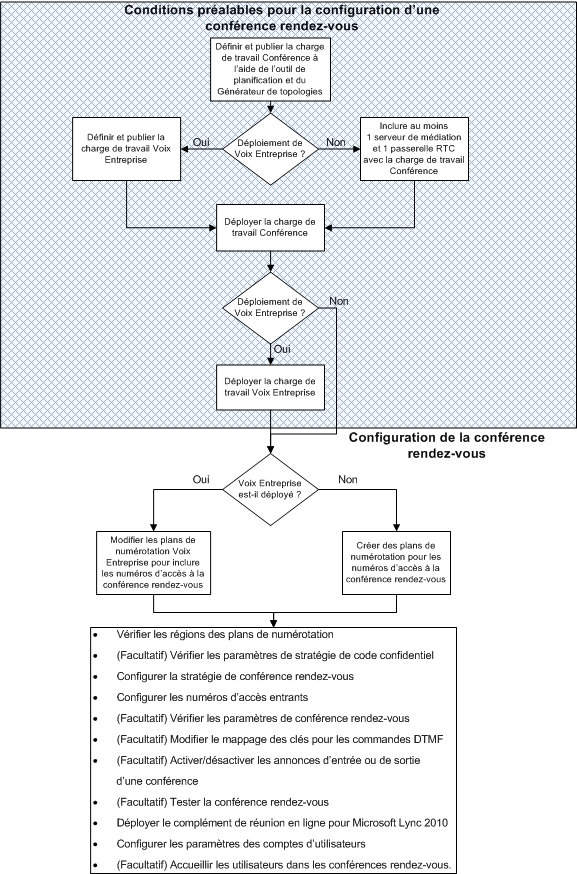 Conditions préalables pour la configuration d'une
conférence rendez-vous
Définir et publier la charge
de travail Conférence à
l'aide de l'outil de
planification et du
Générateur de topologies
Déploiement de
Voix Entreprise ?
Oui
Non
Définir et publier la
charge de travail Voix
Entreprise
Inclure au moins
1 serveur de médiation
et 1 passerelle RTC
avec la charge de travail
Conférence
Déployer la charge de
travail Conférence
Déploiement de
Voix Entreprise ?
Non
Oui
Déployer la charge de
travail Voix Entreprise
Configuration de la conférence
rendez-vous
Voix Entreprise
est-il déployé ?
Oui
Non
Modifier les plans de
numérotation Voix
Entreprise pour inclure
les numéros d'accès à la
conférence rendez-vous
Créer des plans de
numérotation pour les
numéros d'accès à la
conférence rendez-vous
• Vérifier les régions des plans de numérotation
• (Facultatif) Vérifier les paramètres de stratégie de code confidentiel
• Configurer la stratégie de conférence rendez-vous
• Configurer les numéros d'accès entrants
• (Facultatif) Vérifier les paramètres de conférence rendez-vous
• (Facultatif) Modifier le mappage des clés pour les commandes DTMF
• (Facultatif) Activer/désactiver les annonces d'entrée ou de sortie
d'une conférence
• (Facultatif) Tester la conférence rendez-vous
• Déployer le complément de réunion en ligne pour Microsoft Lync 2010
• Configurer les paramètres des comptes d'utilisateurs
• (Facultatif) Accueillir les utilisateurs dans les conférences rendez-vous.